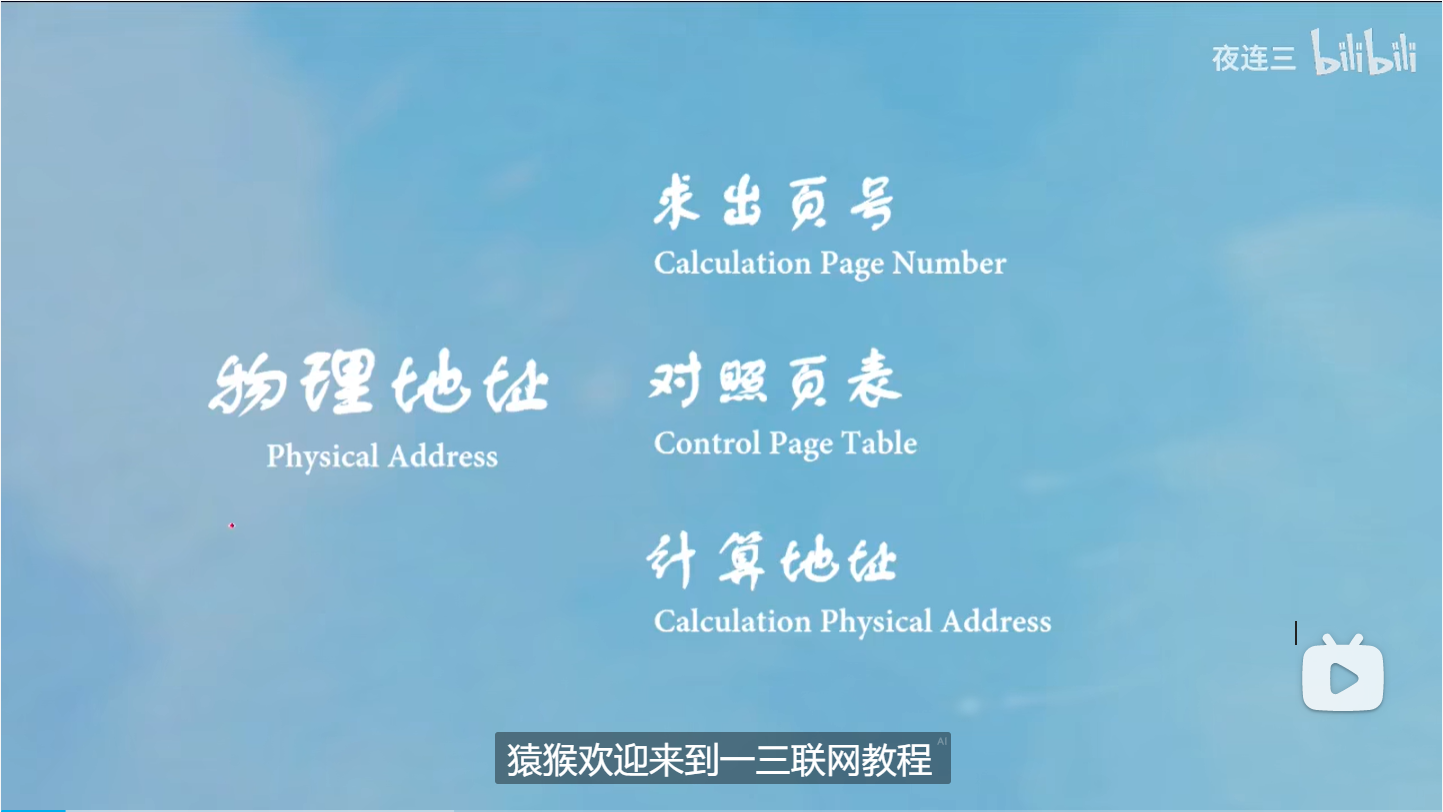 夜连三 bilibili
求出页号
Calculation Page Number
物理地址
Physical Address
对照页表
Control Page Table
计算地址
Calculation Physical Address
猿猴欢迎来到一三联网教程
AI